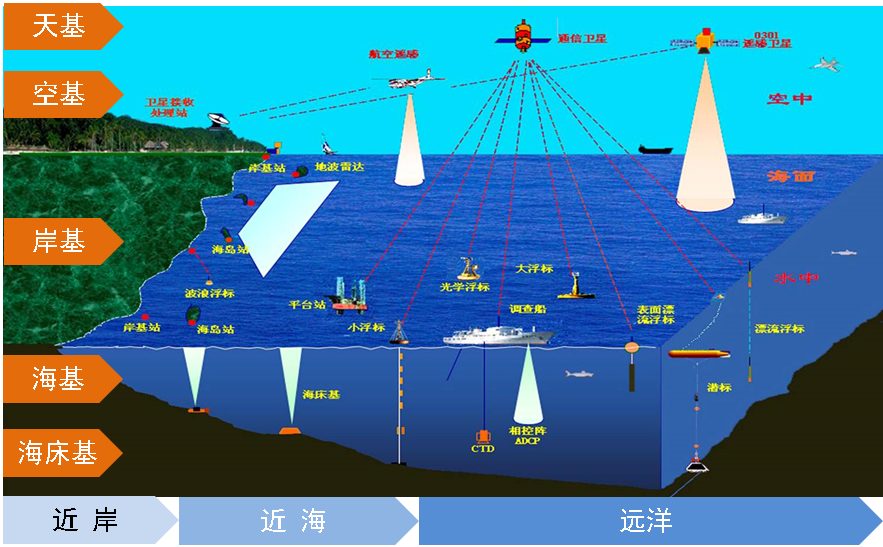 天基
通信卫星
0301
遥感卫星
航空遥感
空基
空中
卫星接收
处理站
岸基站
地波雷达
海面
岸基
海岛站
水中
大浮标
光学浮标
波浪浮标
平台站
调查船
表面漂
流浮标
岸基站
海岛站
小浮标
漂流浮标
海基
海床基
潜标
相控阵
ADCP
CTD
海床基
近 岸
近 海
远洋